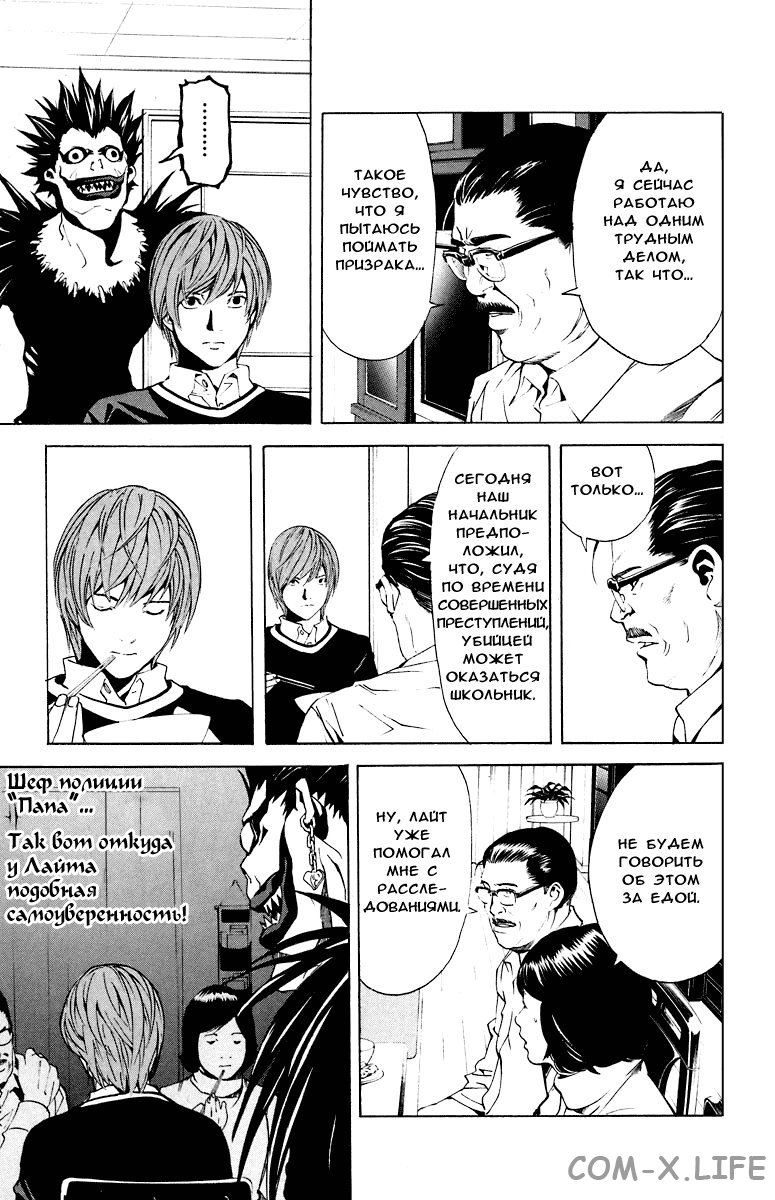 ДА,
Я СЕЙЧАС
РАБОТАЮ
НАД ОДНИМ
ТРУДНЫМ
ДЕЛОМ,
ТАК ЧТО...
ТАКОЕ
ЧУВСТВО,
ЧТО Я
ПЫТАЮСЬ
ПОЙМАТЬ
ПРИЗРАКА...
........
ВОТ
ТОЛЬКО...
СЕГОДНЯ
НАШ
НАЧАЛЬНИК
ПРЕДПО-
ЛОЖИЛ,
ЧТО, СУДЯ
ПО ВРЕМЕНИ
СОВЕРШЕННЫХ
ПРЕСТУПЛЕНИЙ,
УБИЙЦЕЙ
МОЖЕТ
ОКАЗАТЬСЯ
ШКОЛЬНИК.
НЕ БУДЕМ
ГОВОРИТЬ
ОБ ЭТОМ
ЗА ЕДОЙ.
НУ, ЛАЙТ
УЖЕ
ПОМОГАЛ
МНЕ С
РАССЛЕ-
ДОВАНИЯМИ.
Шеф полиции
"Папа"...
Так вот откуда
у Лайта
подобная
самоуверенность!
COM-X.LIFE